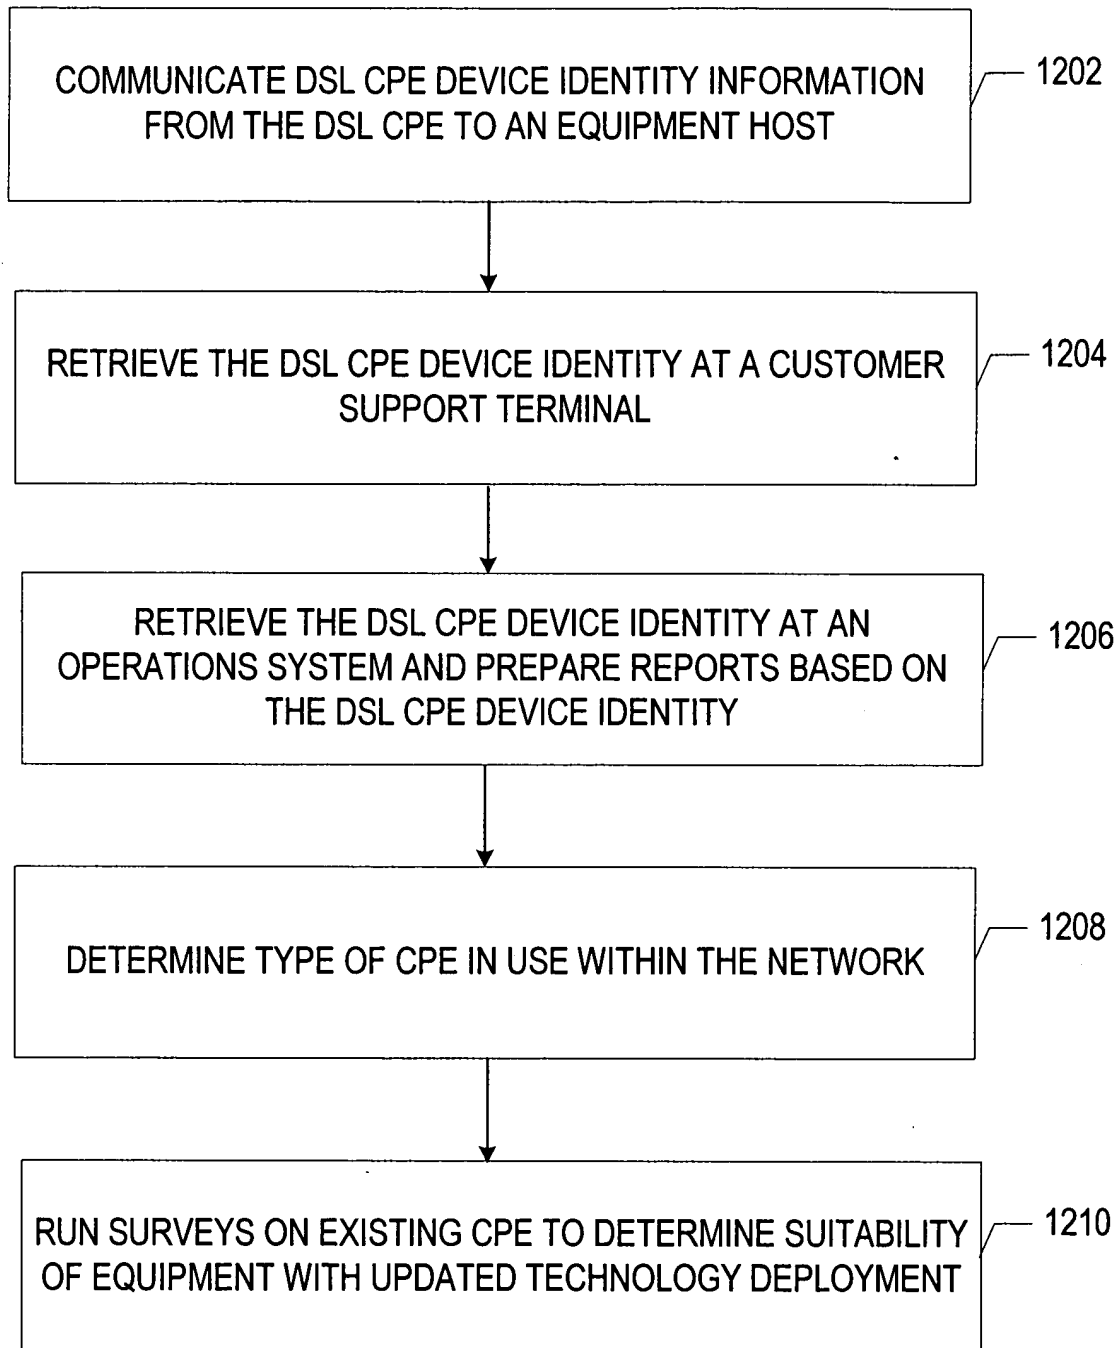 COMMUNICATE DSL CPE DEVICE IDENTITY INFORMATION
FROM THE DSL CPE TO AN EQUIPMENT HOST
1202
RETRIEVE THE DSL CPE DEVICE IDENTITY AT A CUSTOMER
SUPPORT TERMINAL
1204
RETRIEVE THE DSL CPE DEVICE IDENTITY AT AN
OPERATIONS SYSTEM AND PREPARE REPORTS BASED ON
THE DSL CPE DEVICE IDENTITY
1206
DETERMINE TYPE OF CPE IN USE WITHIN THE NETWORK
1208
RUN SURVEYS ON EXISTING CPE TO DETERMINE SUITABILITY
OF EQUIPMENT WITH UPDATED TECHNOLOGY DEPLOYMENT
1210